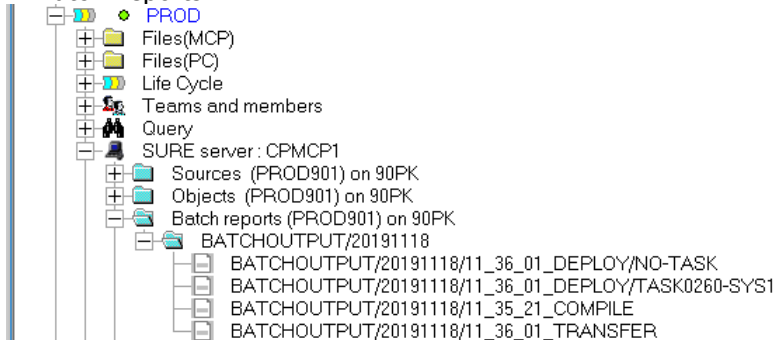 PROD
Files(MCP)
Files(PC)
Life Cycle
Teams and members
Query
SURE server : CPMCP1
Sources (PROD901) on 90PK
Objects (PROD901) on 90PK
Batch reports (PROD901) on 90PK
BATCHOUTPUT/20191118
BATCHOUTPUT/20191118/11_36_01_DEPLOY/NO-TASK
BATCHOUTPUT/20191118/11_36_01_DEPLOY/TASK0260-SYS1
BATCHOUTPUT/20191118/11_35_21_COMPILE
BATCHOUTPUT/20191118/11_36_01_TRANSFER